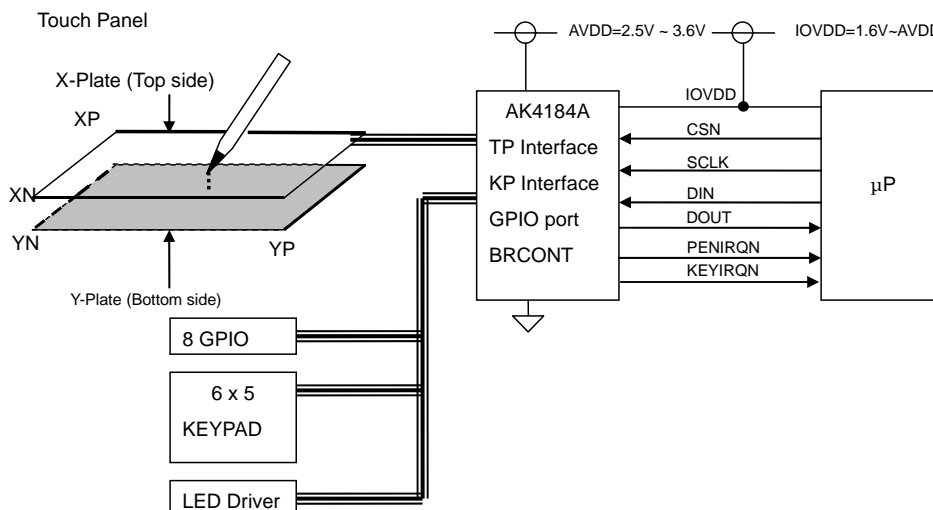 Touch Panel
AVDD=2.5V ~ 3.6V
IOVDD=1.6V~AVDD
X-Plate (Top side)
XP
XN
YN
YP
Y-Plate (Bottom side)
AK4184A
TP Interface
KP Interface
GPIO port
BRCONT
IOVDD
CSN
SCLK
DIN
DOUT
PENIRQN
KEYIRQN
µP
8 GPIO
6 x 5
KEYPAD
LED Driver